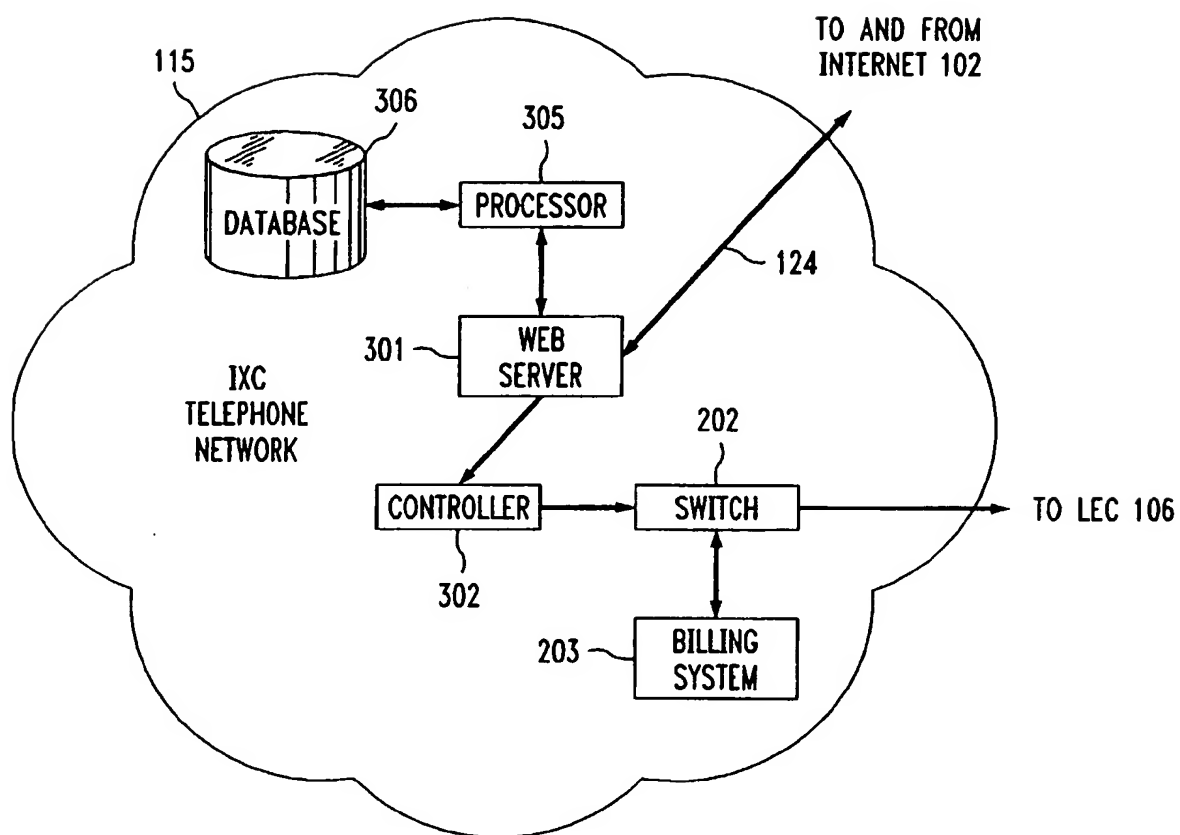 TO AND FROM
INTERNET 102
115
306
305
DATABASE
PROCESSOR
124
301
WEB
SERVER
IXC
TELEPHONE
NETWORK
202
CONTROLLER
SWITCH
TO LEC 106
302
203
BILLING
SYSTEM